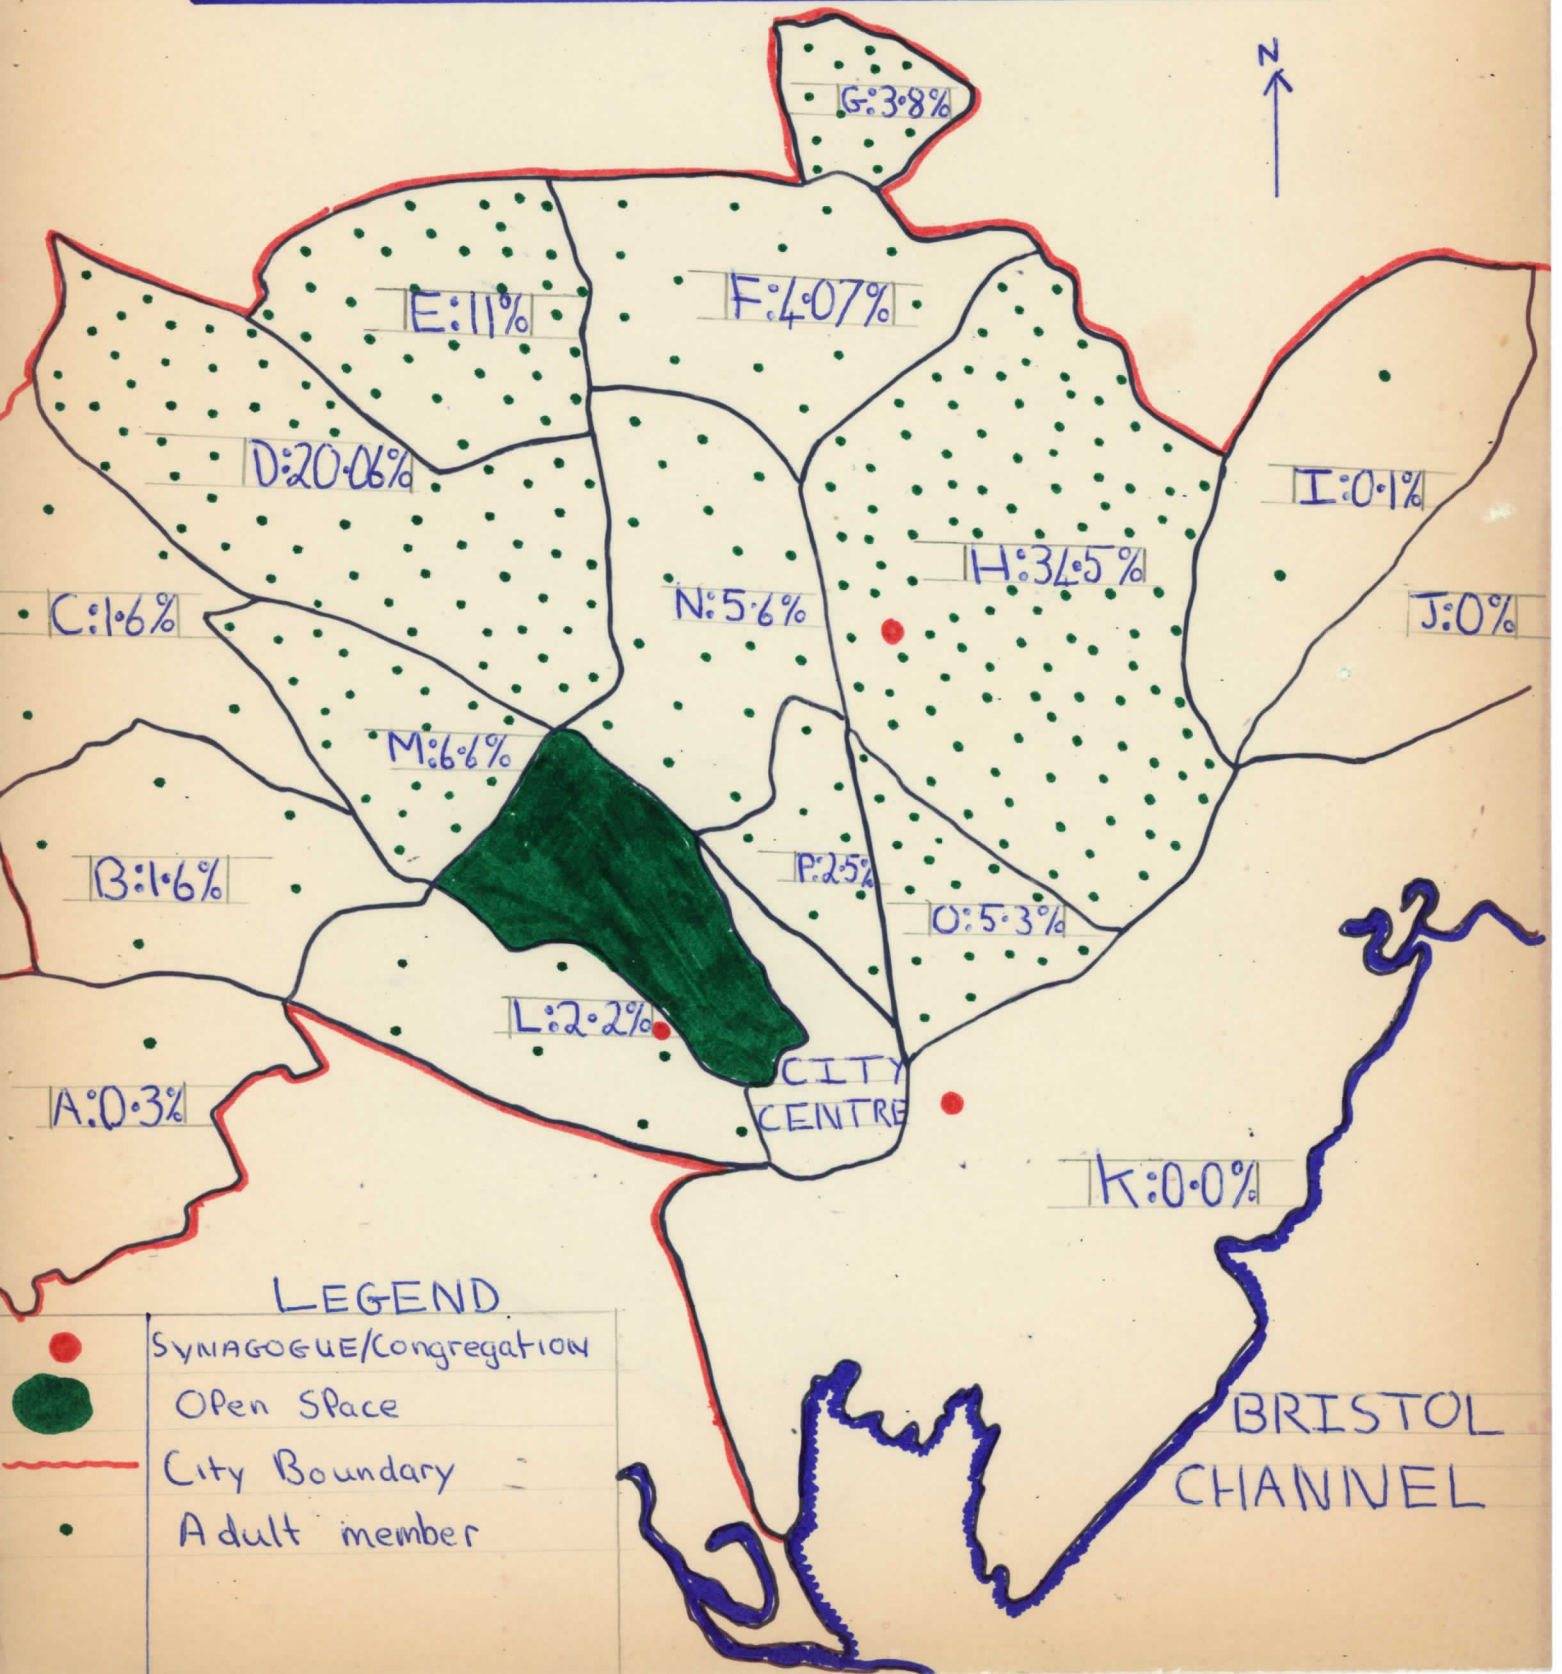 N
G:3.8%
E:11%
F:4.07%
D:20.06%
I:0.1%
H:34.5%
C:1.6%
N:5.6%
J:0%
M:6.6%
B:1.6%
P:2.5%
O:5.3%
L:2.2%
CITY
CENTRE
A:0.3%
K:0.0%
LEGEND
SYNAGOGUE/Congregation
Open Space
City Boundary
Adult member
BRISTOL
CHANNEL